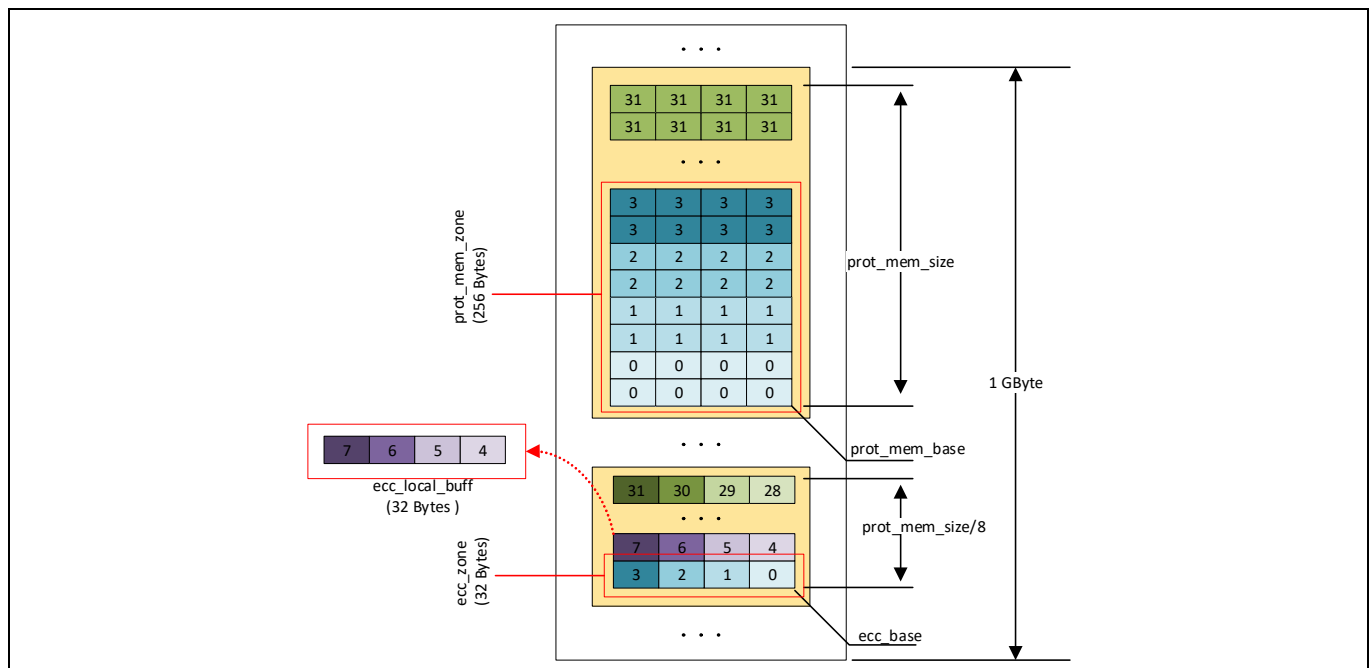 . . .
31 31 31 31
31 31 31 31
. . .
3 3 3 3
3 3 3 3
2 2 2 2
2 2 2 2
1 1 1 1
1 1 1 1
0 0 0 0
0 0 0 0
prot_mem_zone
(256 Bytes)
prot_mem_size
1 GByte
prot_mem_base
. . .
7 6 5 4
ecc_local_buff
(32 Bytes )
31 30 29 28
. . .
7 6 5 4
3 2 1 0
prot_mem_size/8
ecc_zone
(32 Bytes)
ecc_base
. . .